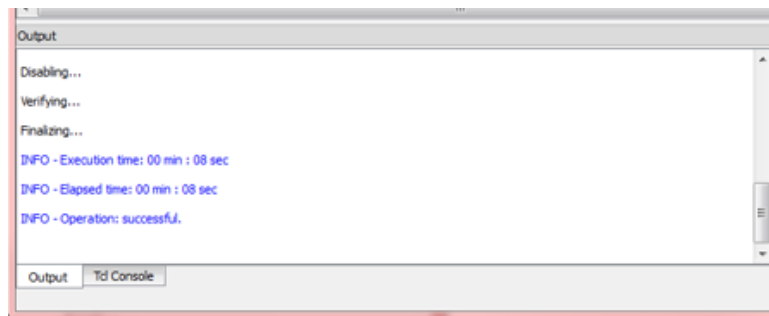 Output
Disabling...
Verifying...
Finalizing...
INFO - Execution time: 00 min : 08 sec
INFO - Elapsed time: 00 min : 08 sec
INFO - Operation: successful.
Output Tcl Console